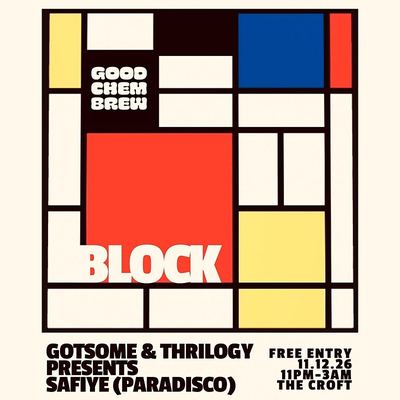 GOOD
CHEM
BREW
BLOCK
GOTSOME & THRILOGY
PRESENTS
SAFIYE (PARADISCO)
FREE ENTRY
11.12.26
11PM-3AM
THE CROFT